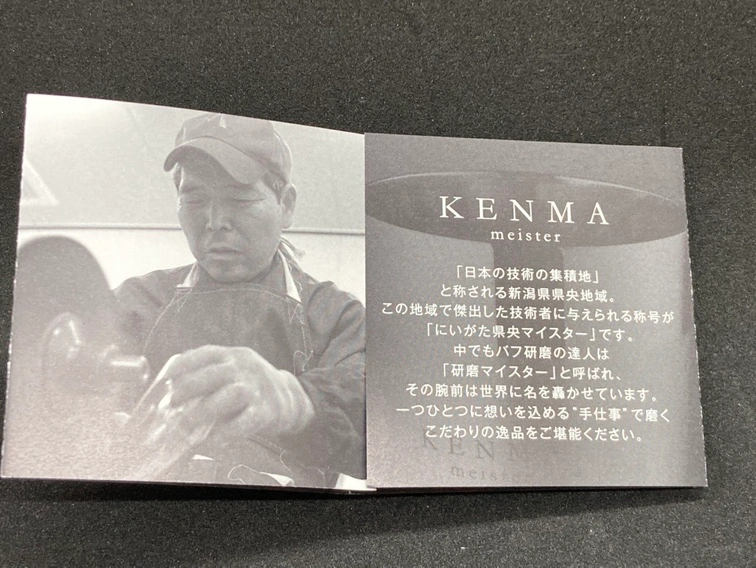 KENMA
meister
「日本の技術の集積地」
と称される新潟県県央地域。
この地域で傑出した技術者に与えられる称号が
「にいがた県央マイスター」です。
中でもバフ研磨の達人は
「研磨マイスター」と呼ばれ、
その腕前は世界に名を轟かせています。
一つひとつに想いを込める"手仕事"で磨く
こだわりの逸品をご堪能ください。
KENM
meis